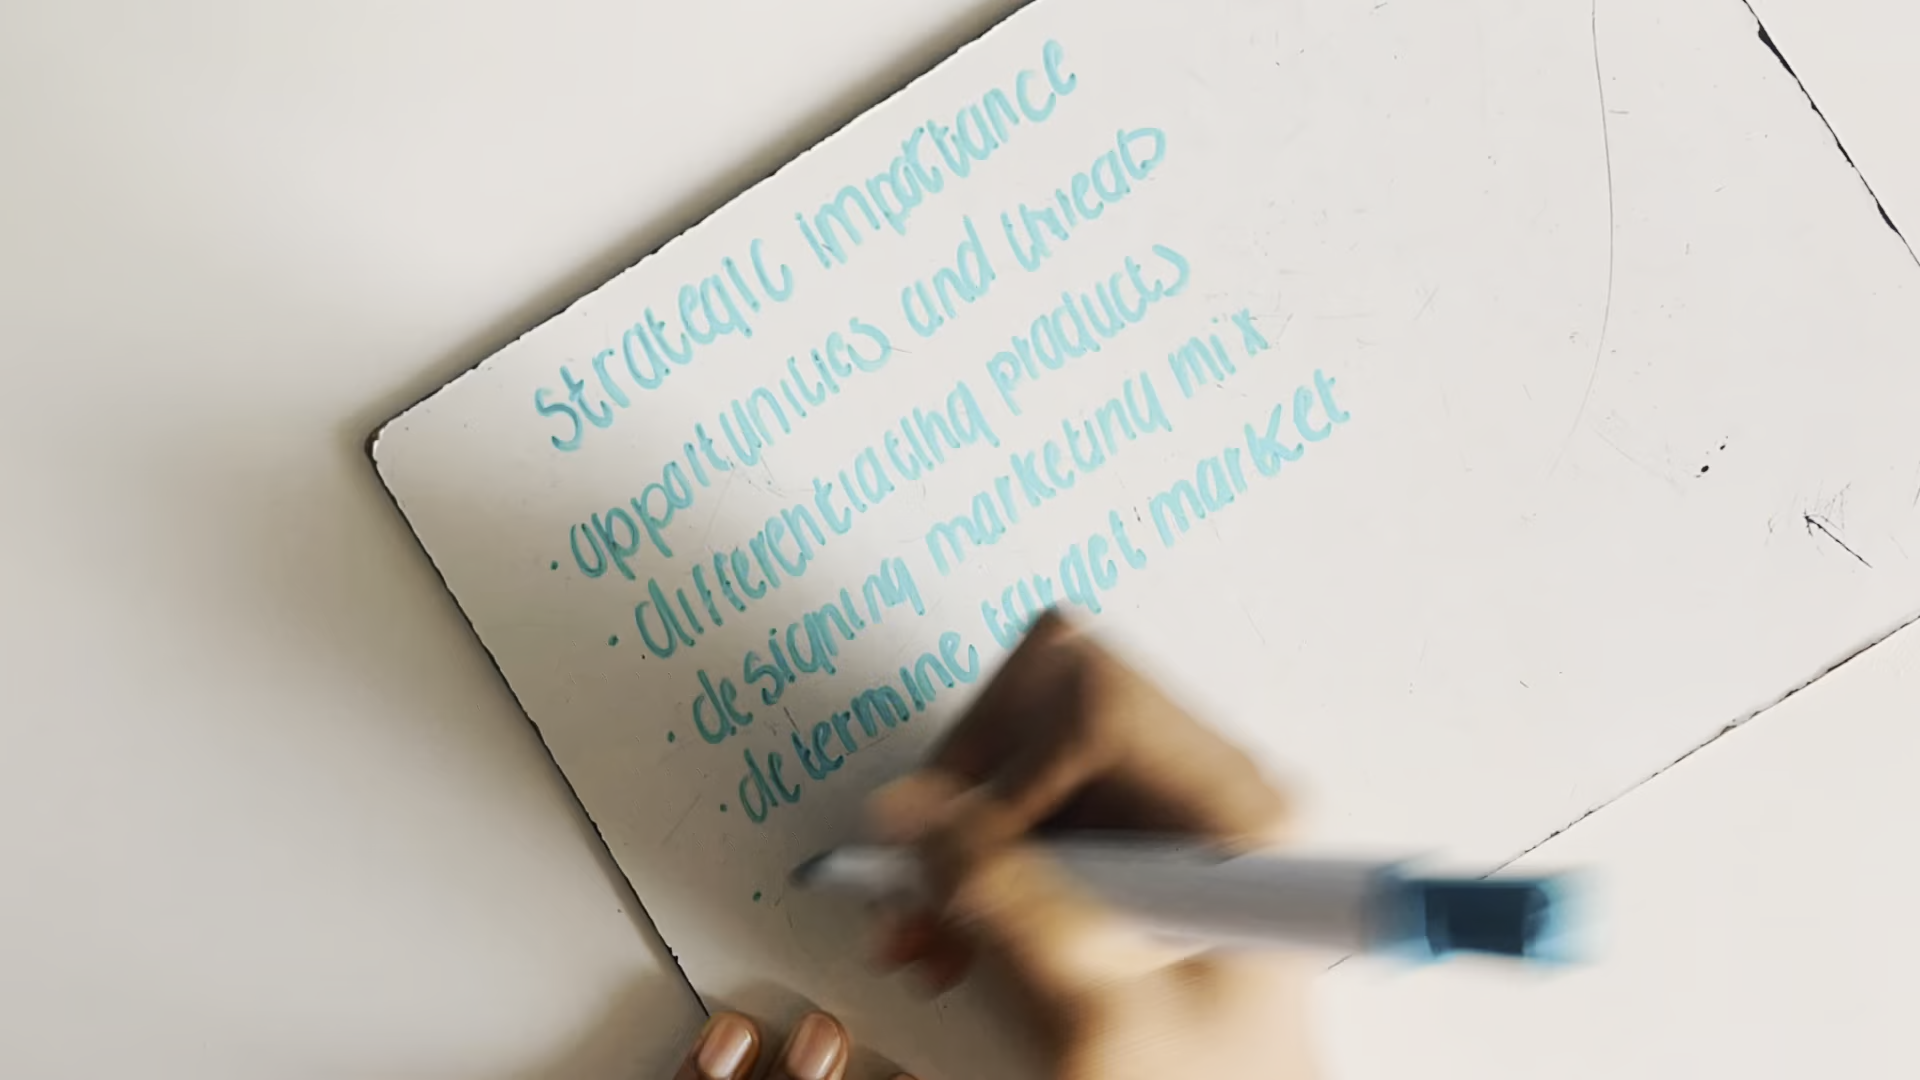 Strategic importance
· opportunities and threats
· differentiating products
· designing marketing mix
· determine target market
·